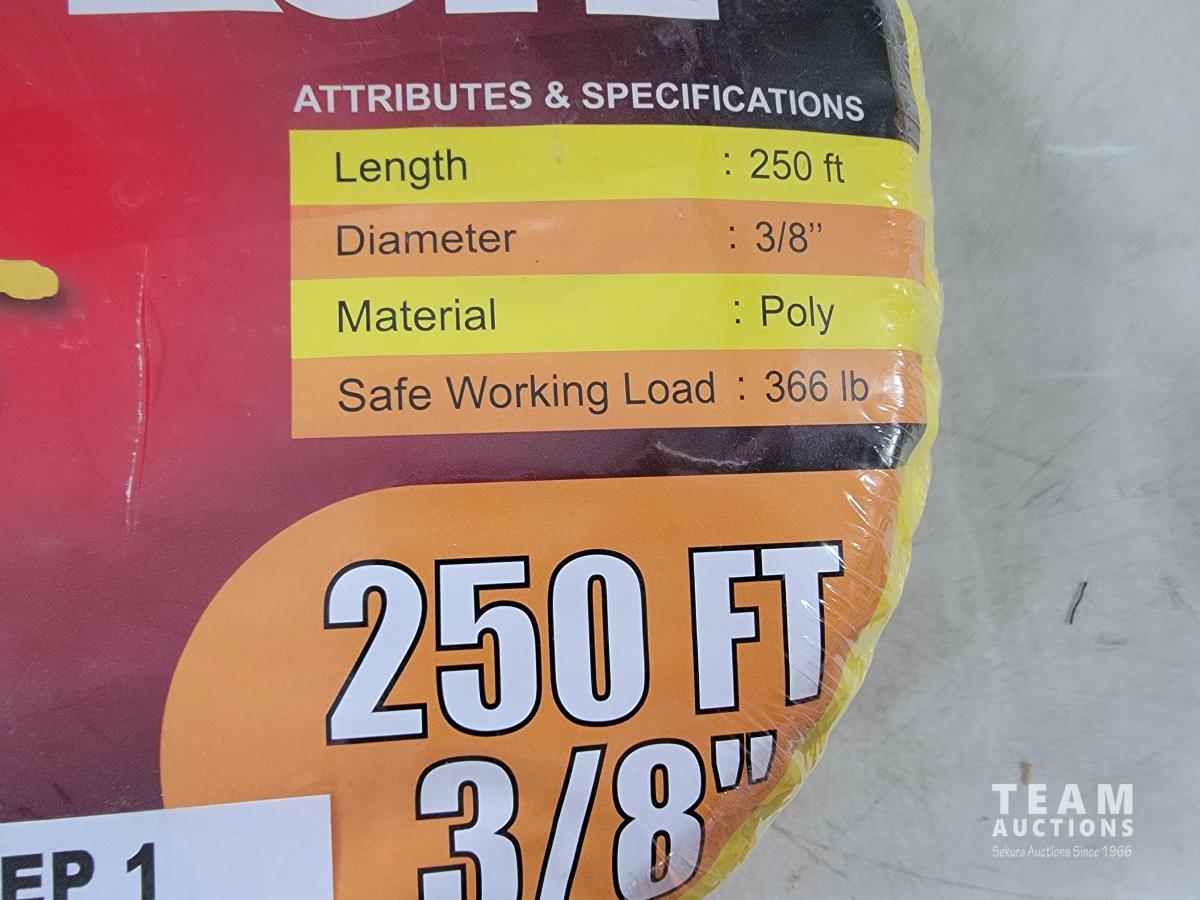 ATTRIBUTES & SPECIFICATIONS
Length : 250 ft
Diameter : 3/8”
Material : Poly
Safe Working Load : 366 lb
250 FT
3/8"
EP 1
TEAM
AUCTIONS
Sekura Auctions Since 1966